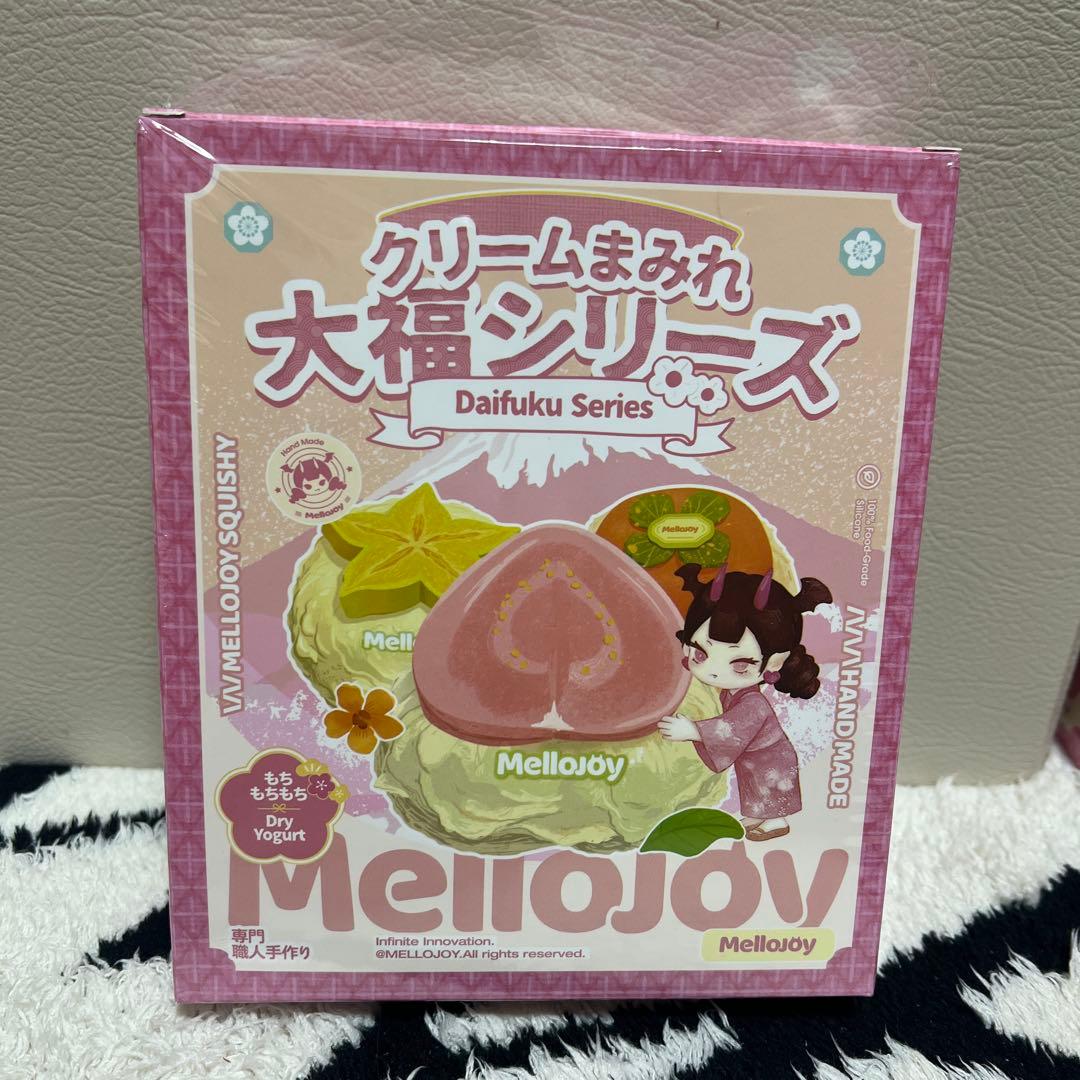 クリームまみれ
大福シリーズ
Daifuku Series
Hand Made
MelloJoy
MELLOJOY SQUISHY
100% Food-Grade
Silicone
MelloJoy
Mell
MelloJoy
HAND MADE
もち
もちもち
Dry
Yogurt
MelloJoy
専門
職人手作り
Infinite Innovation.
@MELLOJOY.All rights reserved.
MelloJoy